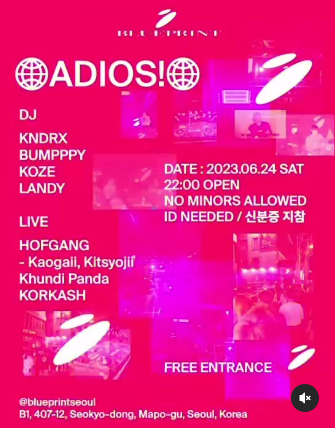 BLUEPRINT
ADIOS!
DJ
KNDRX
BUMPPPY
KOZE
LANDY
DATE : 2023.06.24 SAT
22:00 OPEN
NO MINORS ALLOWED
ID NEEDED / 신분증 지참
LIVE
HOFGANG
- Kaogaii, Kitsyojii
Khundi Panda
KORKASH
FREE ENTRANCE
@blueprintseoul
B1, 407-12, Seokyo-dong, Mapo-gu, Seoul, Korea